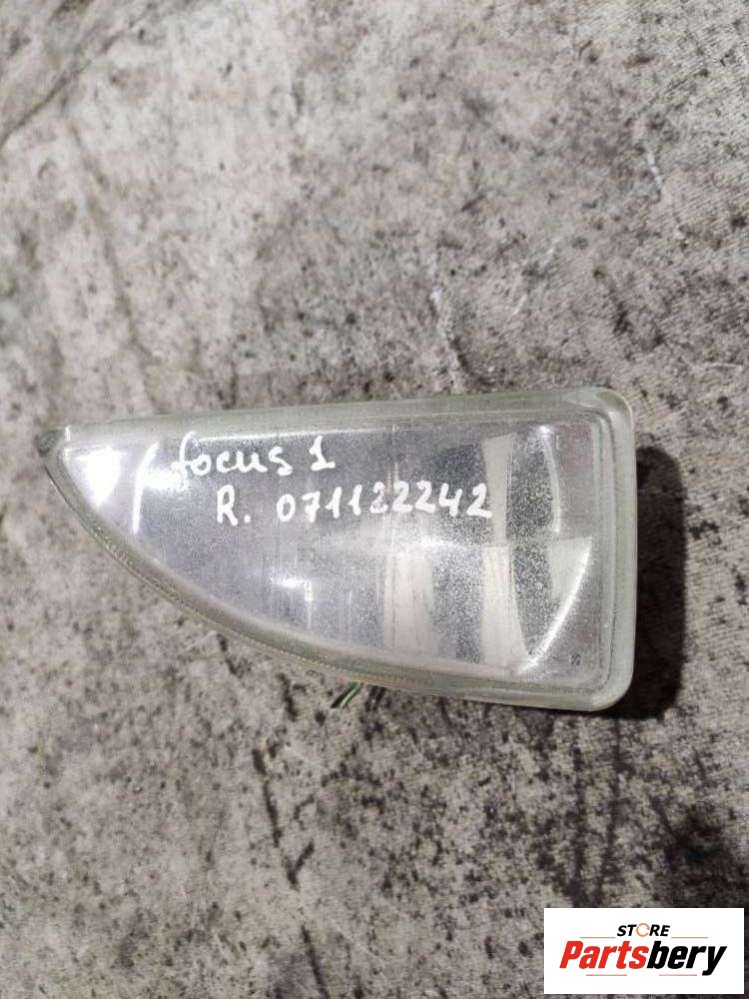 focus 1
R. 071122242
STORE
Partsbery